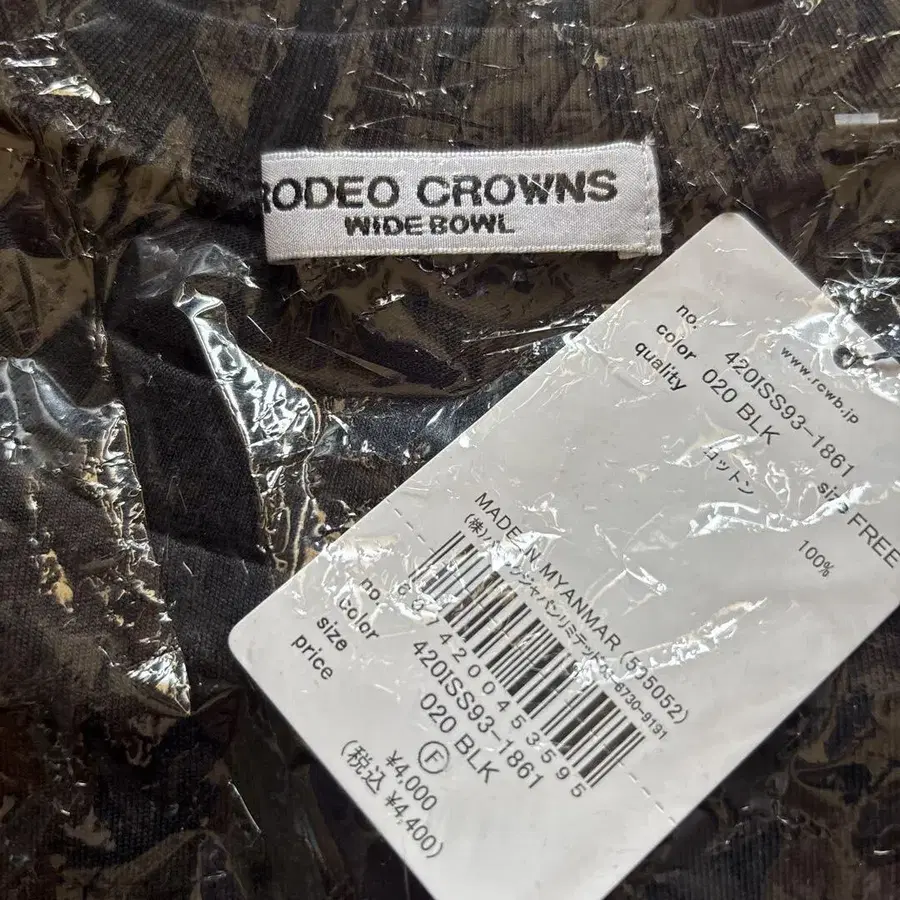 RODEO CROWNS
WIDE BOWL
www.rcwb.jp
no. 420ISS93-1861 size FREE
color 020 BLK
quality コットン 100%
MADE IN MYANMAR (555052)
no. 420ISS93-1861
color 020 BLK
size F
price ¥4,000
(税込 ¥4,400)